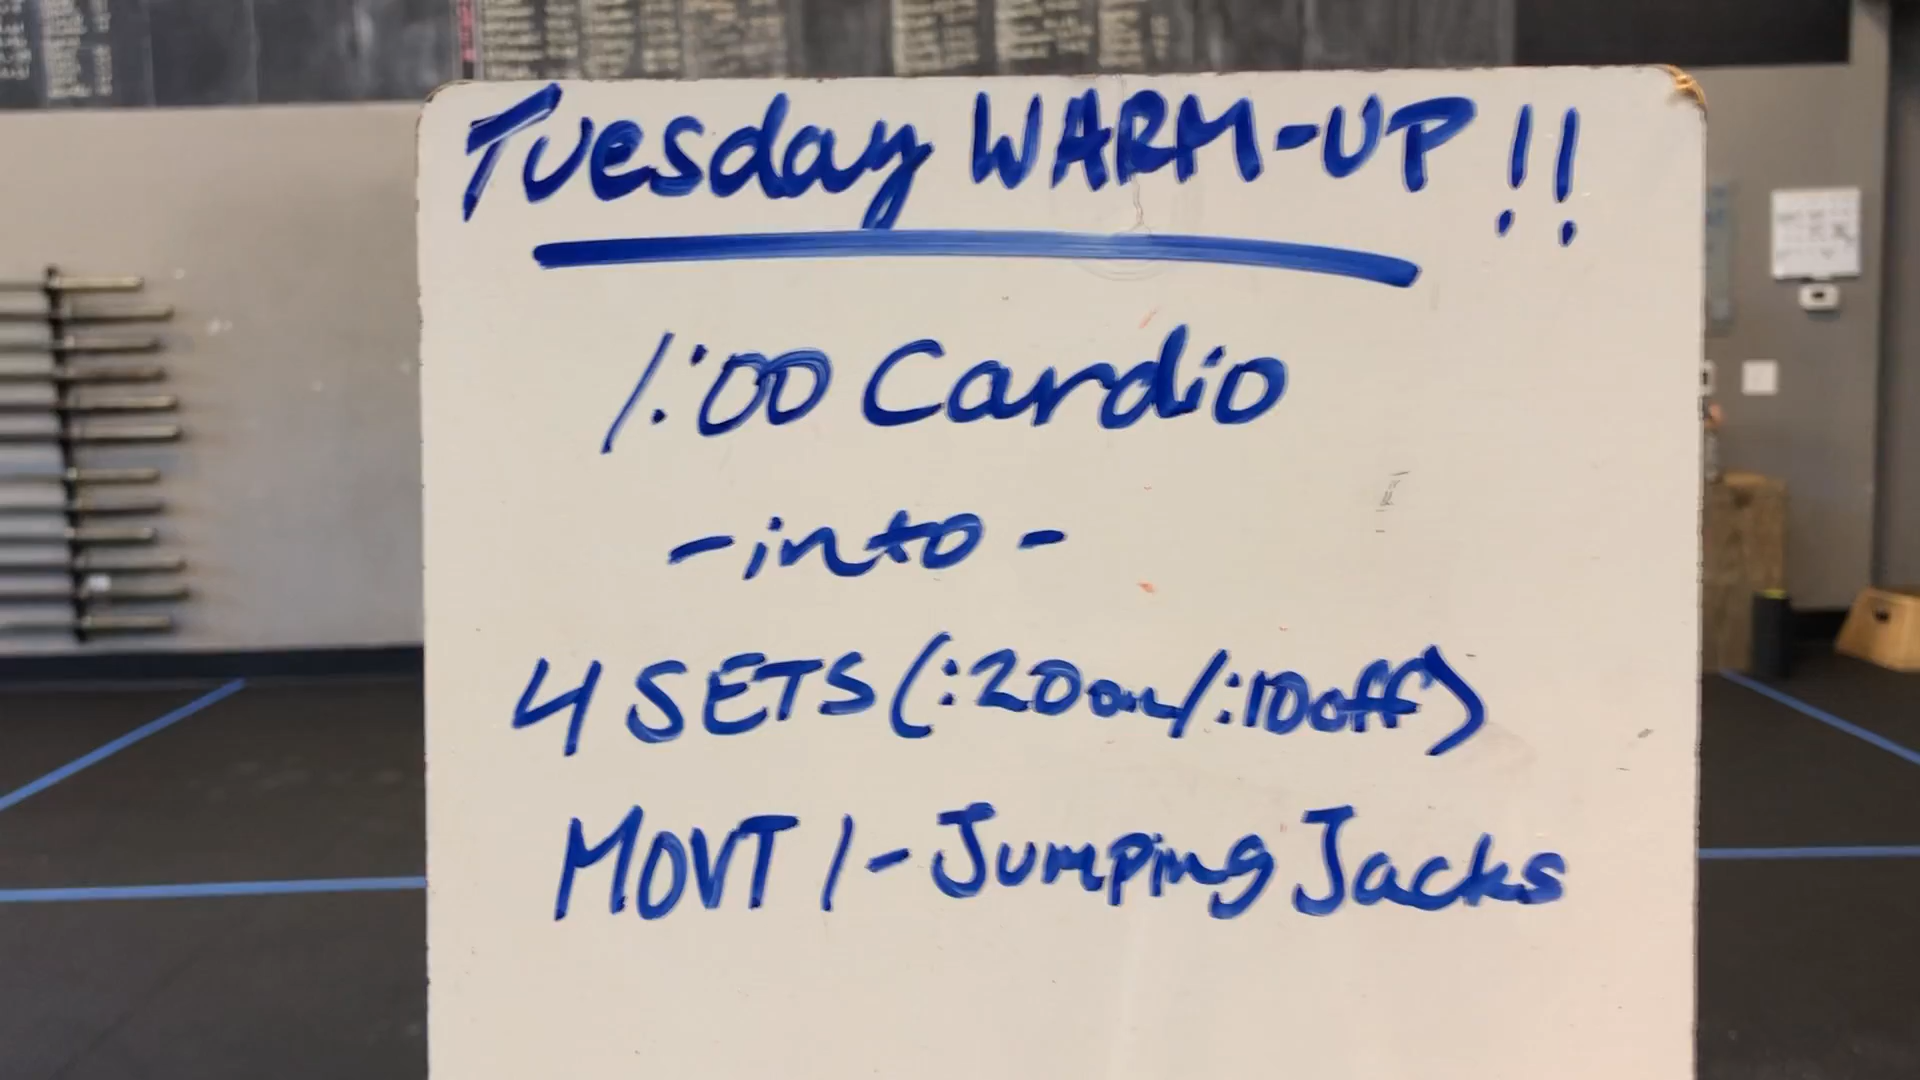 Tuesday WARM-UP!!
1:00 Cardio
-into-
4 SETS (:20on/:10off)
MOVT 1- Jumping Jacks